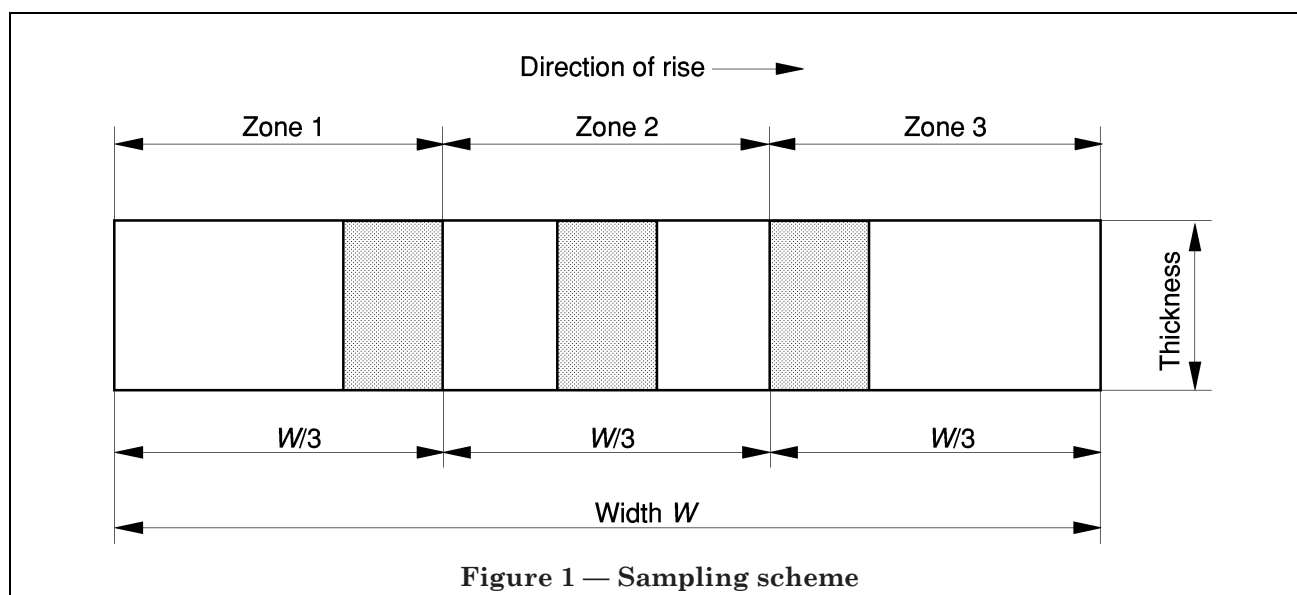 Direction of rise
Zone 1 Zone 2 Zone 3
Thickness
W/3 W/3 W/3
Width W
Figure 1 — Sampling scheme